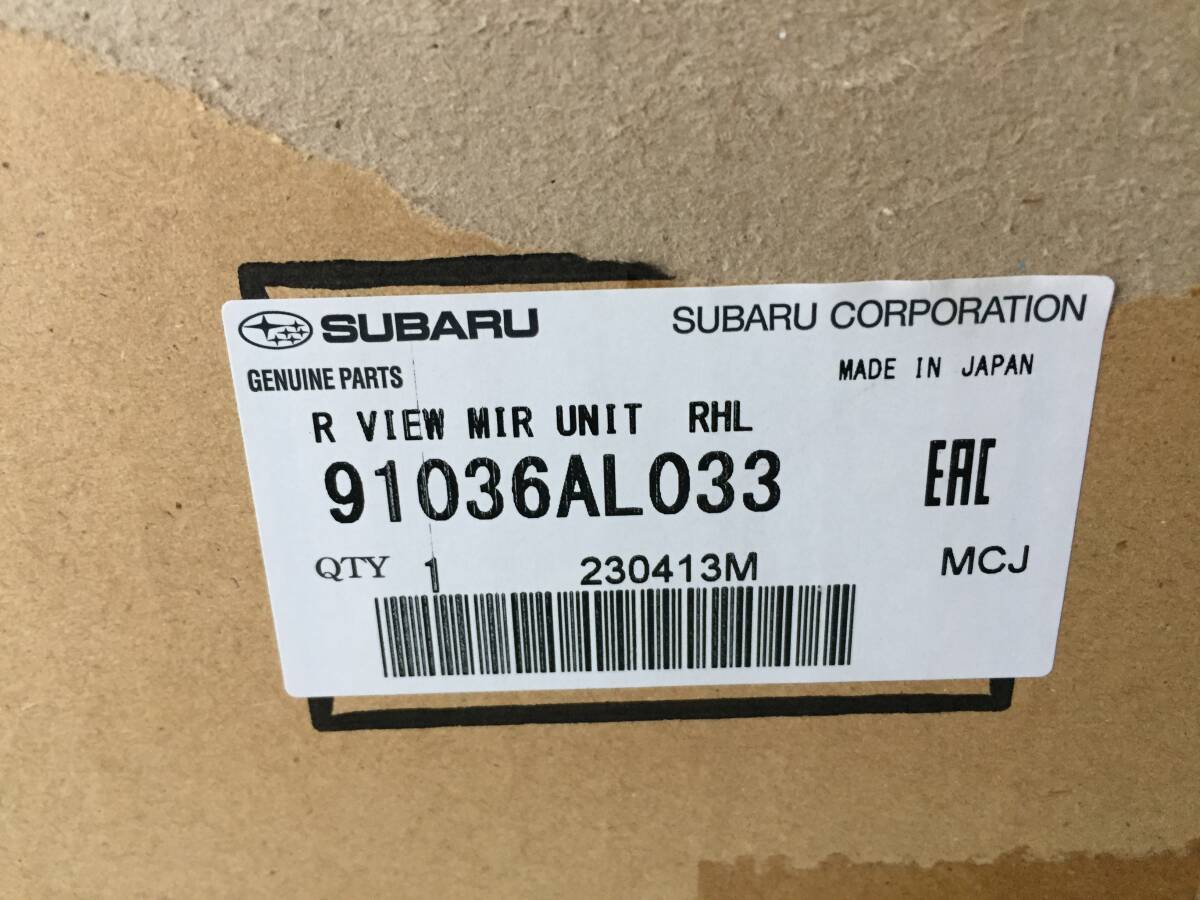 SUBARU SUBARU CORPORATION
GENUINE PARTS MADE IN JAPAN
R VIEW MIR UNIT RHL
91036AL033 EAC
QTY 1 230413M MCJ